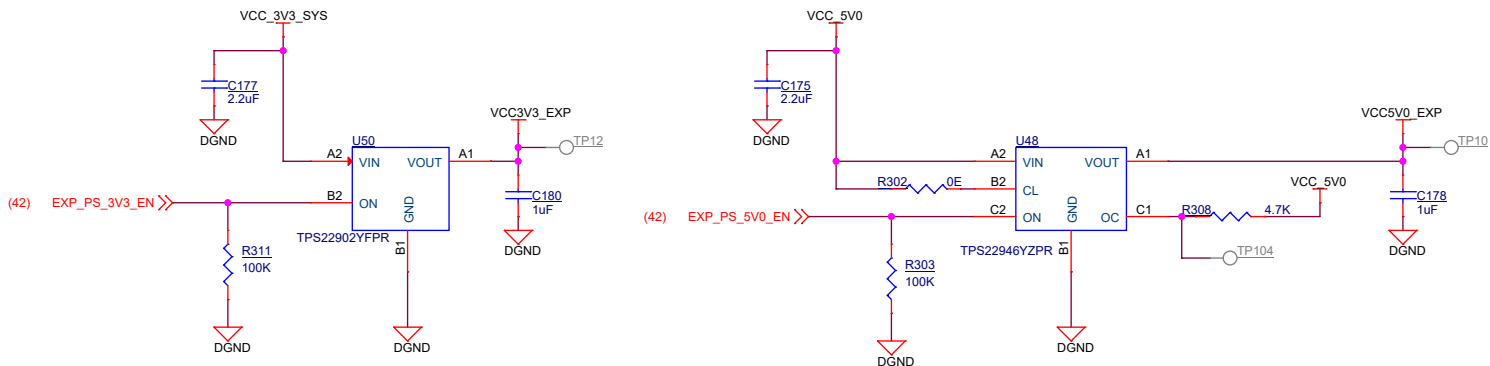 VCC_3V3_SYS
C177
2.2uF
DGND
VCC3V3_EXP
TP12
U50
A2
VIN
VOUT
A1
(42)
EXP_PS_3V3_EN
B2
ON
GND
C180
1uF
DGND
TPS22902YFPR
B1
R311
100K
DGND
DGND
VCC_5V0
C175
2.2uF
DGND
VCC5V0_EXP
TP10
U48
A2
VIN
VOUT
A1
R302
0E
B2
CL
VCC_5V0
(42)
EXP_PS_5V0_EN
C2
ON
GND
OC
C1
R308
4.7K
C178
1uF
DGND
TPS22946YZPR
B1
TP104
R303
100K
DGND
DGND